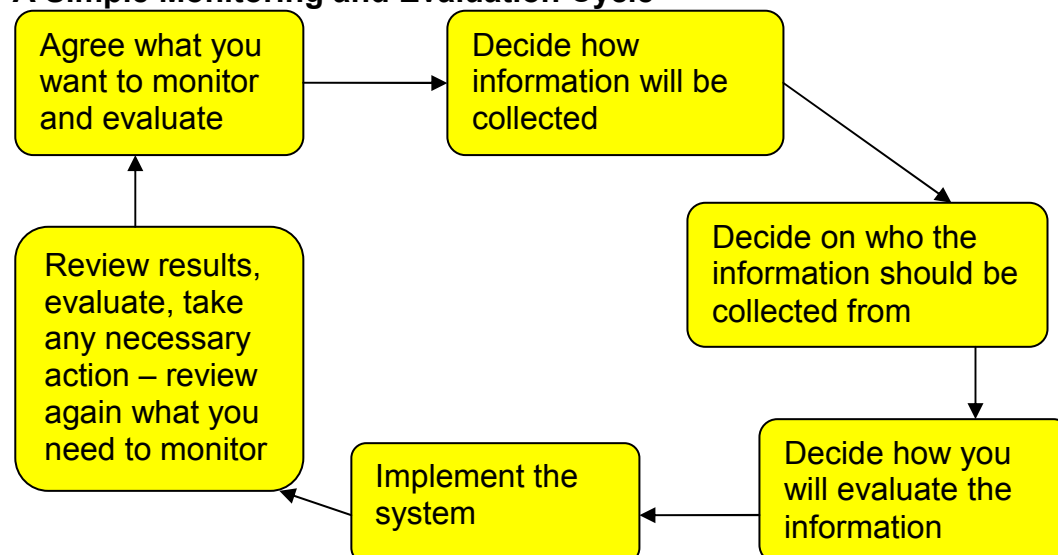 A Simple Monitoring and Evaluation Cycle
Agree what you
want to monitor
and evaluate
Decide how
information will be
collected
Decide on who the
information should be
collected from
Decide how you
will evaluate the
information
Implement the
system
Review results,
evaluate, take
any necessary
action – review
again what you
need to monitor